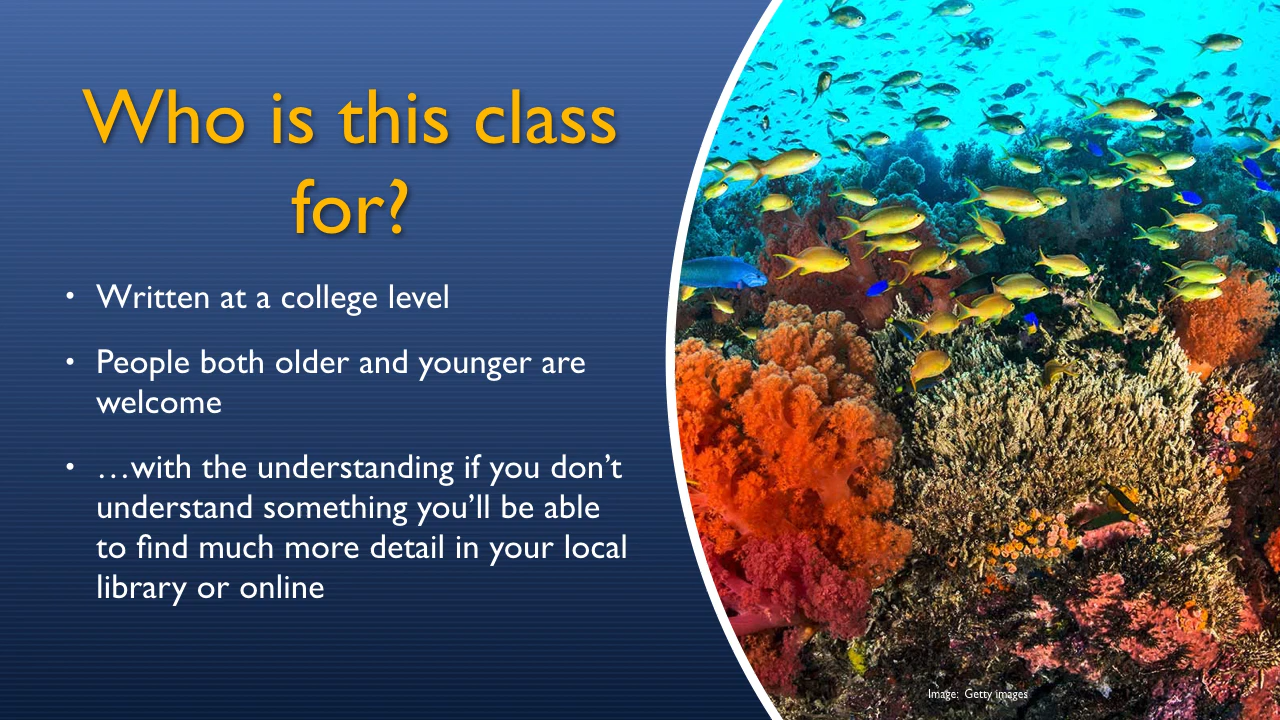 Who is this class
for?
• Written at a college level
• People both older and younger are
welcome
• …with the understanding if you don’t
understand something you’ll be able
to find much more detail in your local
library or online
Image: Getty images